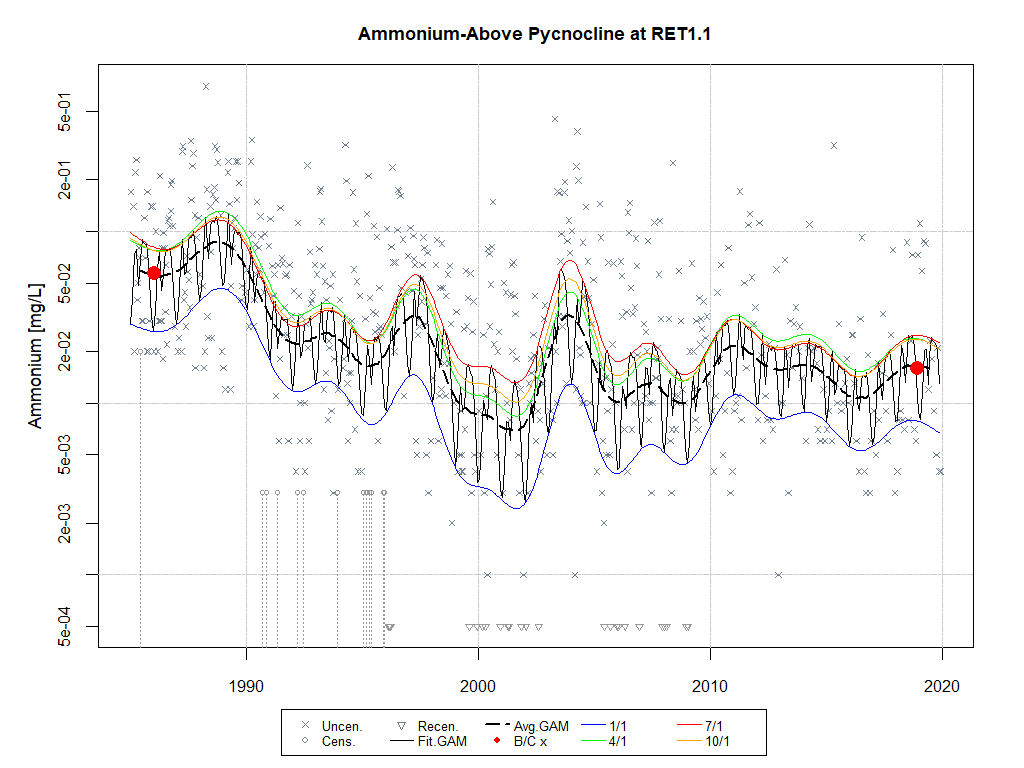 Ammonium-Above Pycnocline at RET1.1
Ammonium [mg/L]
5e-01
2e-01
5e-02
2e-02
5e-03
2e-03
5e-04
1990 2000 2010 2020
Uncen. Recen. Avg.GAM 1/1 7/1
Cens. Fit.GAM B/C x 4/1 10/1